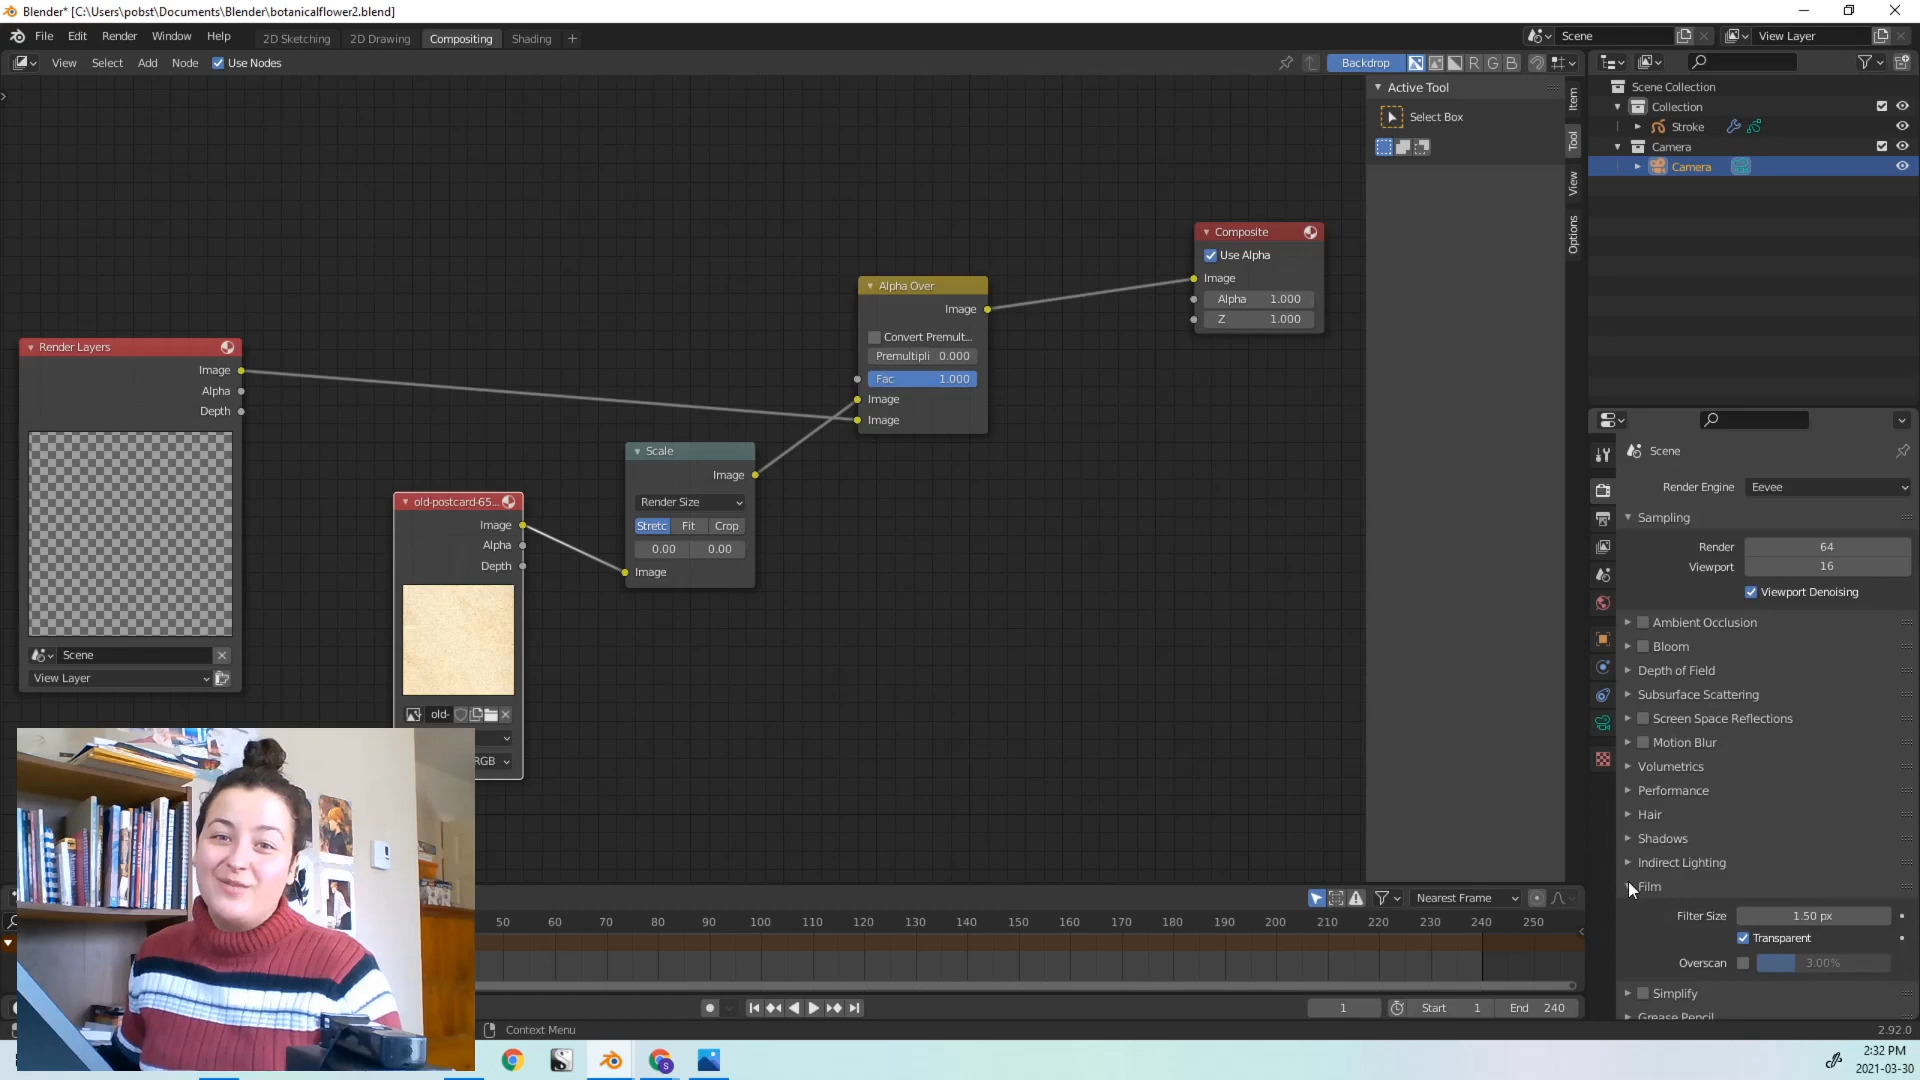 Blender* [C:\Users\pobst\Documents\Blender\botanicalflower2.blend]
File Edit Render Window Help 2D Sketching 2D Drawing Compositing Shading + Scene View Layer
View Select Add Node Use Nodes Backdrop R G B
Active Tool
Select Box
Item
Tool
View
Options
Scene Collection
Collection
Stroke
Camera
Camera
Composite
Use Alpha
Image
Alpha 1.000
Z 1.000
Alpha Over
Image
Convert Premult...
Premultipli 0.000
Fac 1.000
Image
Image
Render Layers
Image
Alpha
Depth
Scene
View Layer
Scale
Image
Render Size
Stretc Fit Crop
0.00 0.00
Image
old-postcard-65...
Image
Alpha
Depth
old-
RGB
Scene
Render Engine Eevee
Sampling
Render 64
Viewport 16
Viewport Denoising
Ambient Occlusion
Bloom
Depth of Field
Subsurface Scattering
Screen Space Reflections
Motion Blur
Volumetrics
Performance
Hair
Shadows
Indirect Lighting
Film
Filter Size 1.50 px
Transparent
Overscan 3.00%
Simplify
Grease Pencil
Nearest Frame
50 60 70 80 90 100 110 120 130 140 150 160 170 180 190 200 210 220 230 240 250
1 Start 1 End 240
Context Menu
2.92.0
2:32 PM
2021-03-30